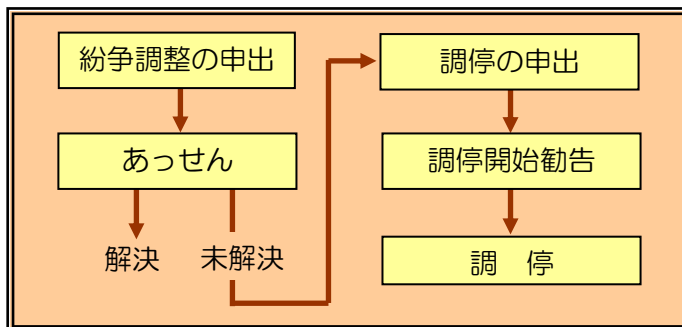 紛争調整の申出
あっせん
解決
未解決
調停の申出
調停開始勧告
調　停